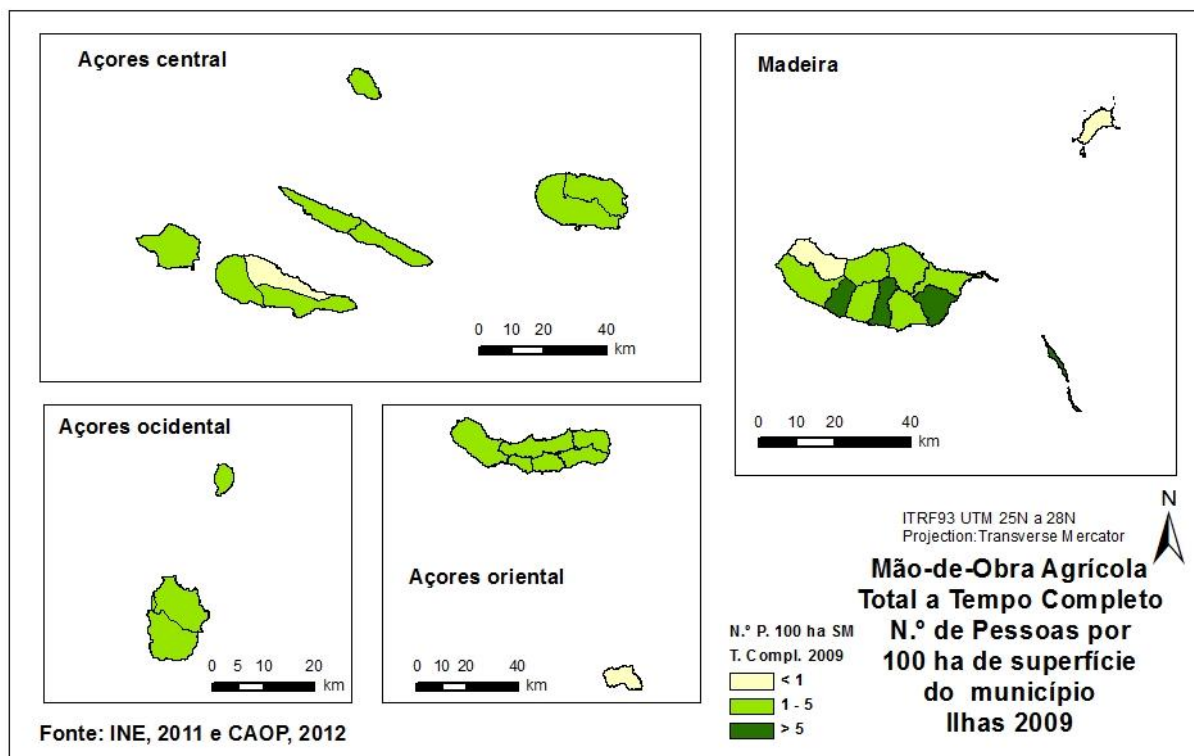 Açores central
0 10 20 40
km
Madeira
0 10 20 40
km
Açores ocidental
0 5 10 20
km
Açores oriental
0 10 20 40
km
Fonte: INE, 2011 e CAOP, 2012
N
ITRF93 UTM 25N a 28N
Projection:Transverse Mercator
Mão-de-Obra Agrícola
Total a Tempo Completo
N.º de Pessoas por
100 ha de superfície
do município
Ilhas 2009
N.º P. 100 ha SM
T. Compl. 2009
< 1
1 - 5
> 5